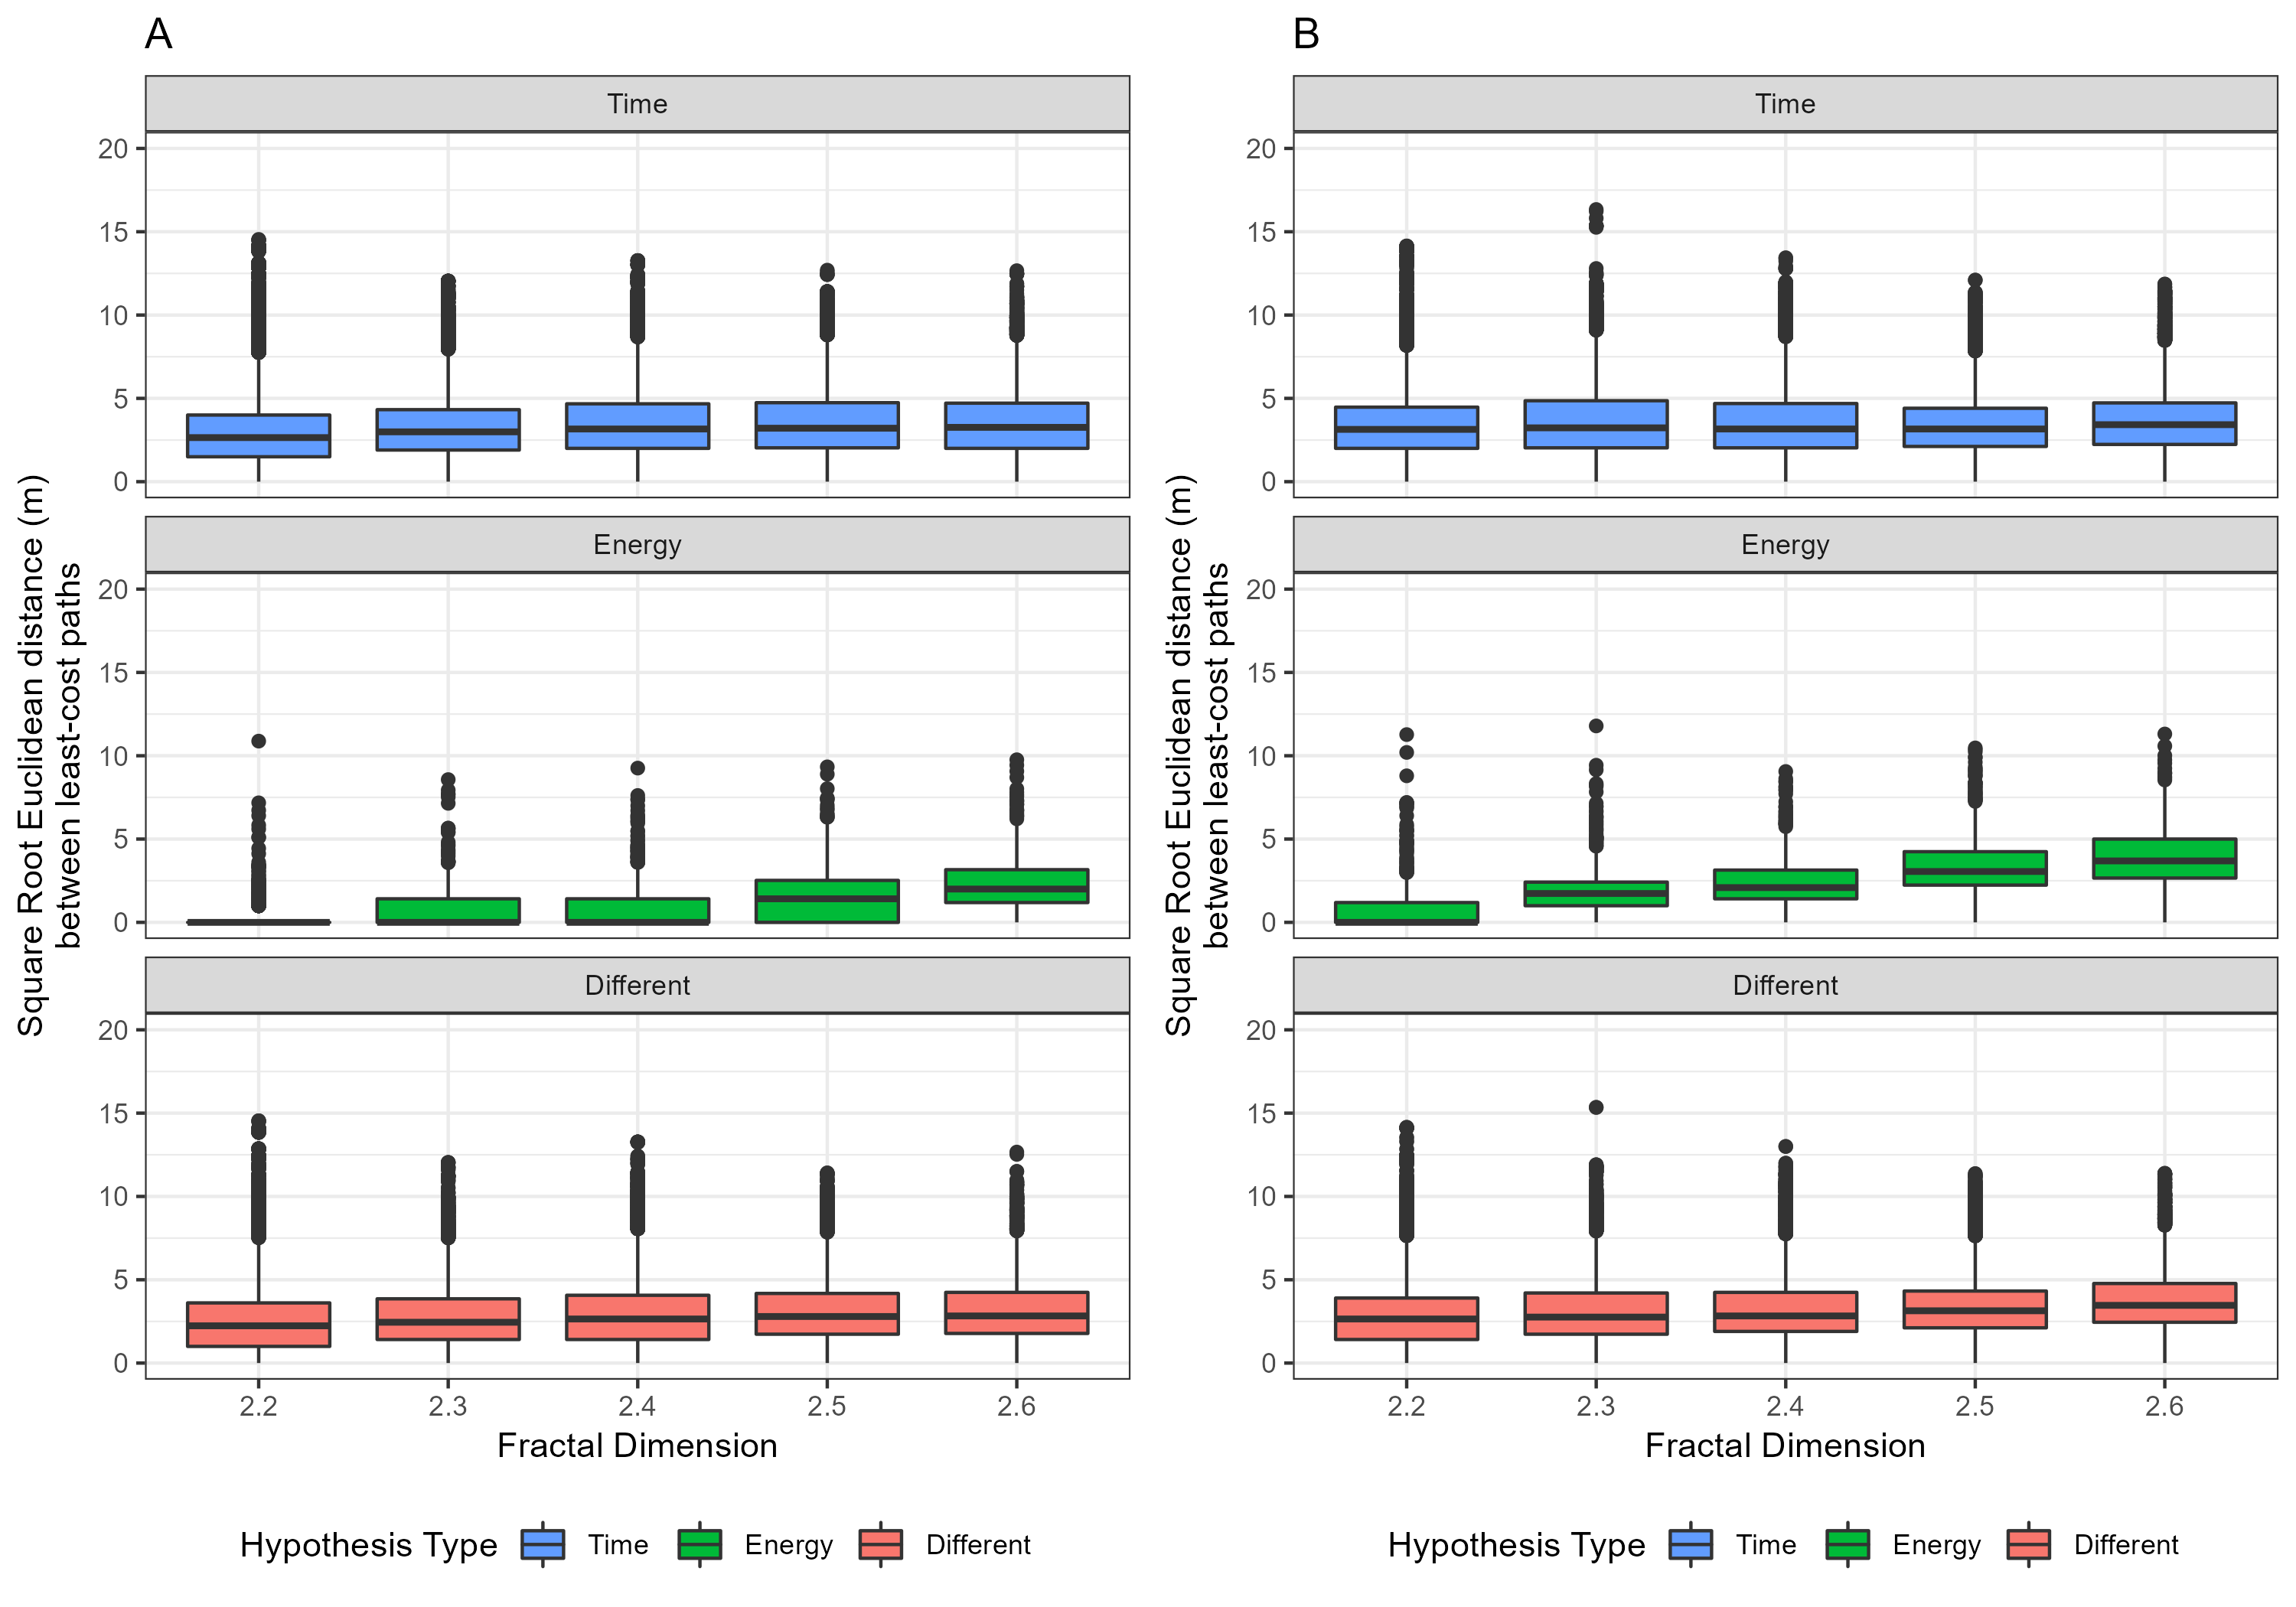 A
Time
20
15
10
5
0
Energy
20
15
10
5
0
Different
20
15
10
5
0
Square Root Euclidean distance (m)
between least-cost paths
2.2 2.3 2.4 2.5 2.6
Fractal Dimension
Hypothesis Type Time Energy Different
B
Time
20
15
10
5
0
Energy
20
15
10
5
0
Different
20
15
10
5
0
Square Root Euclidean distance (m)
between least-cost paths
2.2 2.3 2.4 2.5 2.6
Fractal Dimension
Hypothesis Type Time Energy Different